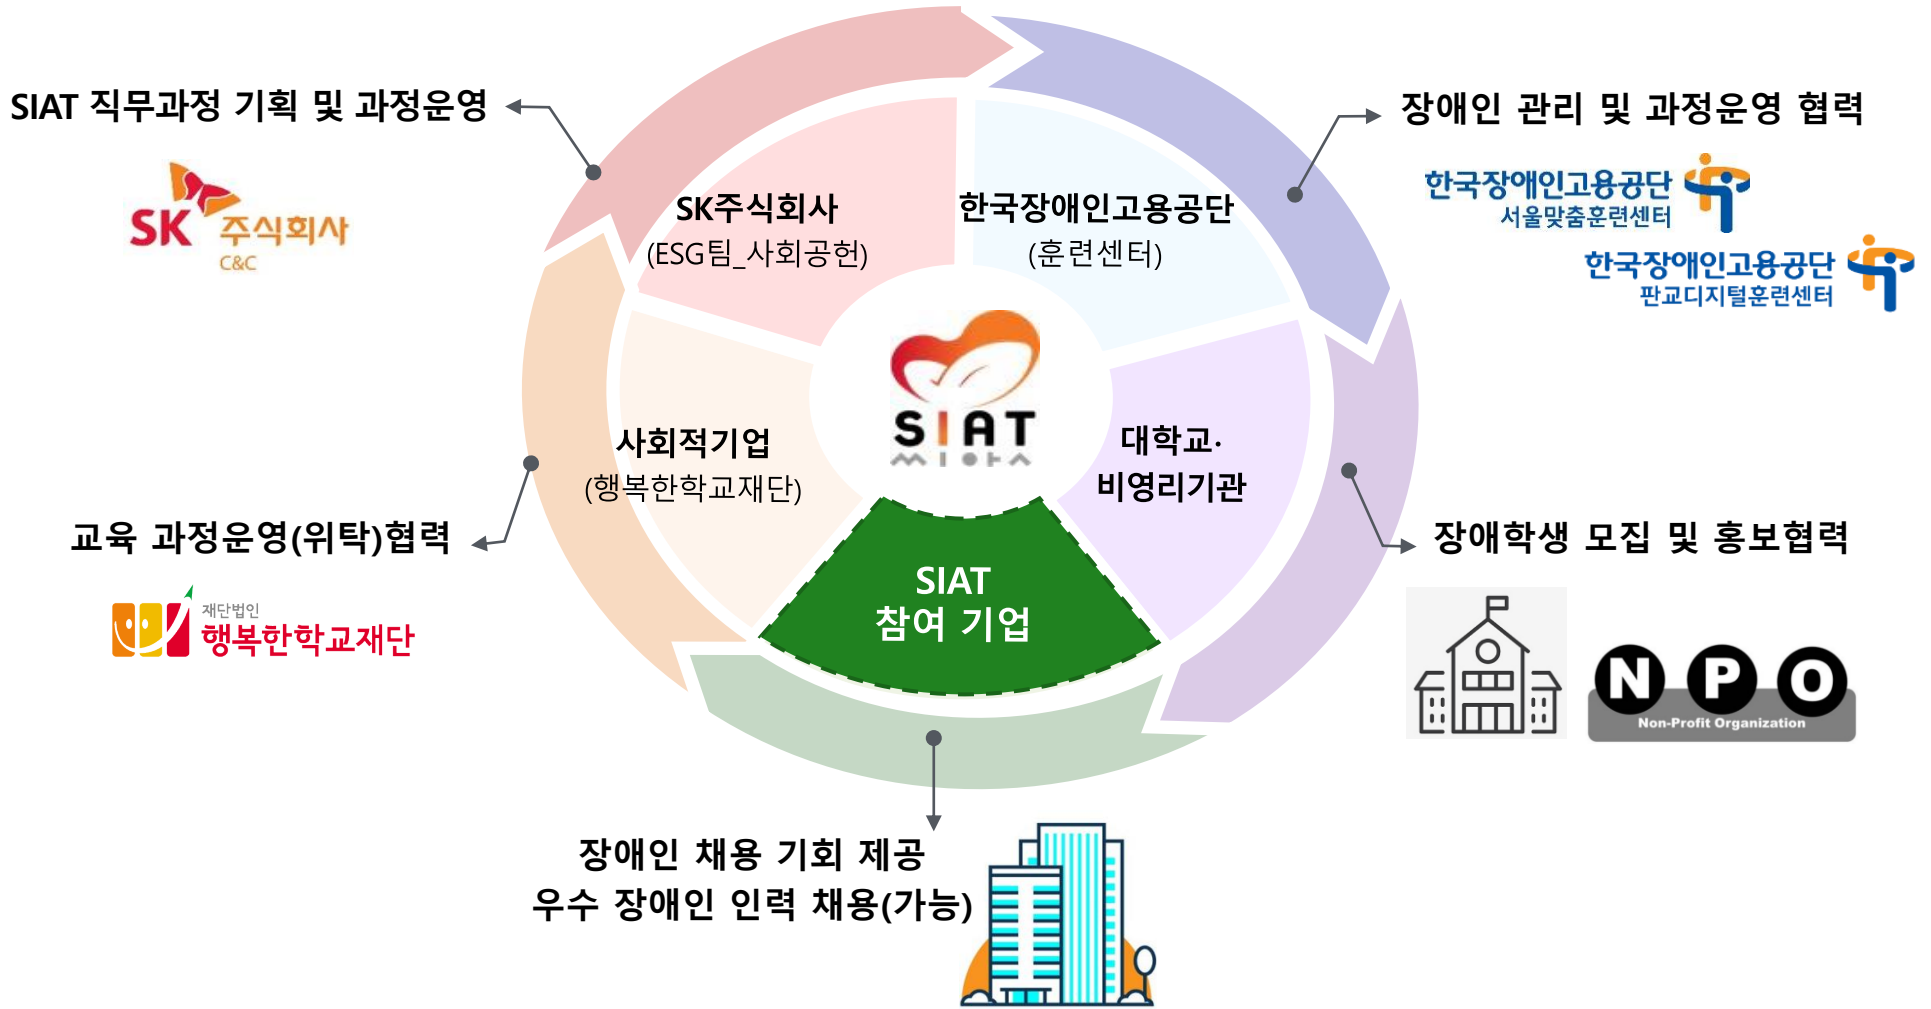 SIAT 직무과정 기획 및 과정운영
SK 주식회사
C&C
장애인 관리 및 과정운영 협력
한국장애인고용공단
서울맞춤훈련센터
한국장애인고용공단
판교디지털훈련센터
SK주식회사
(ESG팀_사회공헌)
한국장애인고용공단
(훈련센터)
SIAT
씨앗
사회적기업
(행복한학교재단)
대학교·
비영리기관
SIAT
참여 기업
교육 과정운영(위탁)협력
재단법인
행복한학교재단
장애학생 모집 및 홍보협력
NPO
Non-Profit Organization
장애인 채용 기회 제공
우수 장애인 인력 채용(가능)